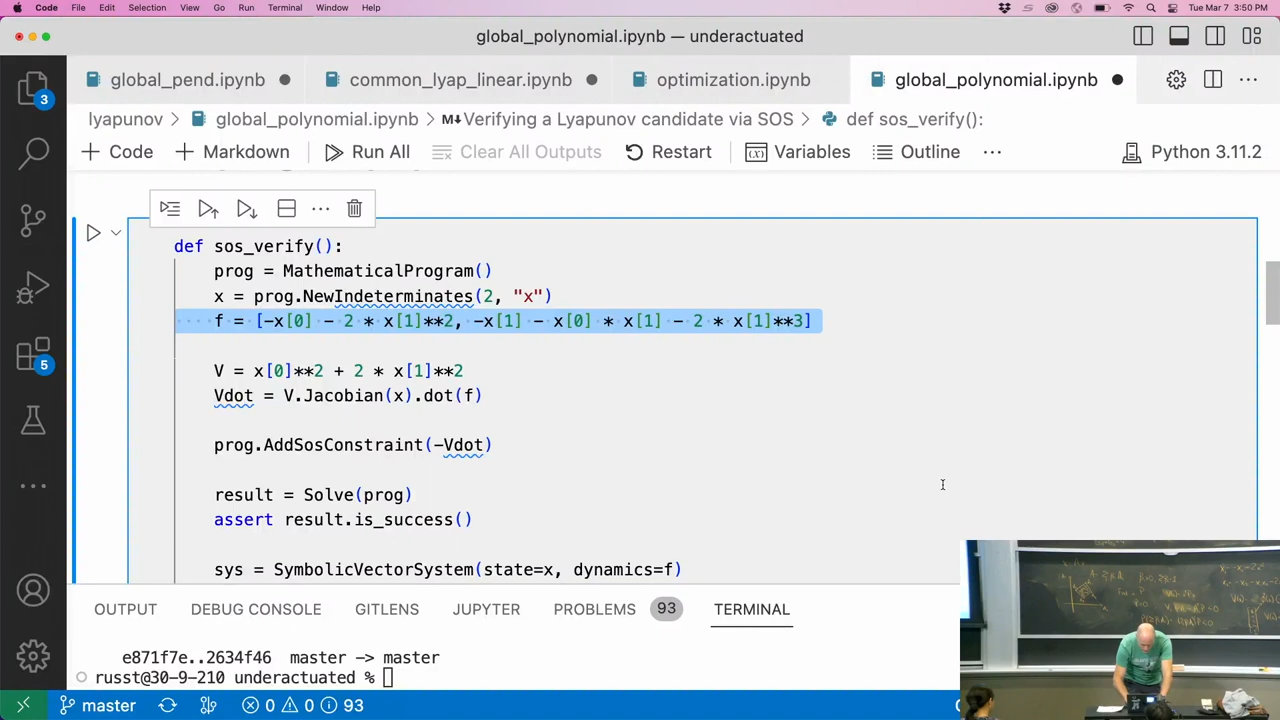 Code File Edit Selection View Go Run Terminal Window Help Tue Mar 7 3:50 PM
global_polynomial.ipynb — underactuated
global_pend.ipynb common_lyap_linear.ipynb optimization.ipynb global_polynomial.ipynb
lyapunov > global_polynomial.ipynb > M↓Verifying a Lyapunov candidate via SOS > def sos_verify():
+ Code + Markdown Run All Clear All Outputs Restart Variables Outline ... Python 3.11.2
3
def sos_verify():
prog = MathematicalProgram()
x = prog.NewIndeterminates(2, "x")
f = [-x[0] - 2 * x[1]**2, -x[1] - x[0] * x[1] - 2 * x[1]**3]
V = x[0]**2 + 2 * x[1]**2
5
Vdot = V.Jacobian(x).dot(f)
prog.AddSosConstraint(-Vdot)
result = Solve(prog)
assert result.is_success()
sys = SymbolicVectorSystem(state=x, dynamics=f)
OUTPUT DEBUG CONSOLE GITLENS JUPYTER PROBLEMS 93 TERMINAL
e871f7e..2634f46 master -> master
russt@30-9-210 underactuated %
master 0 0 93